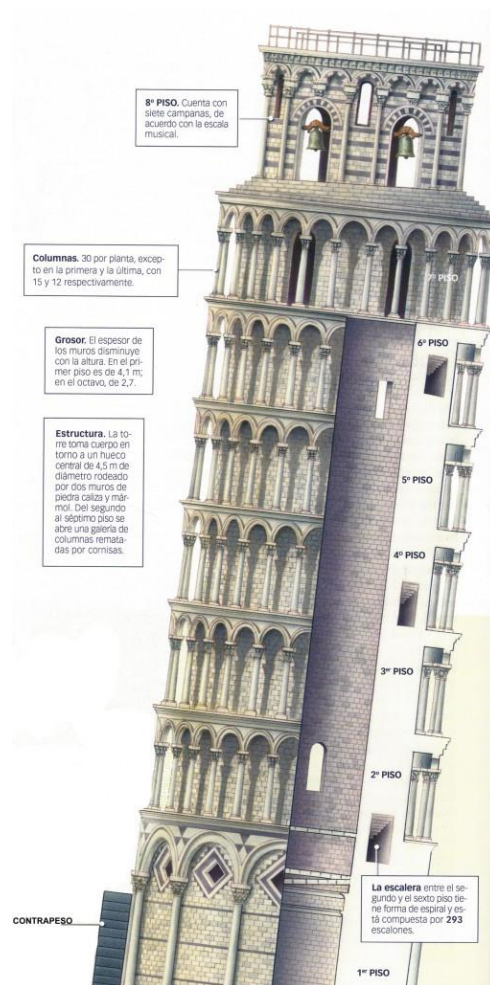 8º PISO. Cuenta con
siete campanas, de
acuerdo con la escala
musical.
Columnas. 30 por planta, excep-
to en la primera y la última, con
15 y 12 respectivamente.
7º PISO
Grosor. El espesor de
los muros disminuye
con la altura. En el pri-
mer piso es de 4,1 m;
en el octavo, de 2,7.
6º PISO
Estructura. La to-
rre toma cuerpo en
torno a un hueco
central de 4,5 m de
diámetro rodeado
por dos muros de
piedra caliza y már-
mol. Del segundo
al séptimo piso se
abre una galería de
columnas remata-
das por cornisas.
5º PISO
4º PISO
3er PISO
2º PISO
La escalera entre el se-
gundo y el sexto piso tie-
ne forma de espiral y es-
tá compuesta por 293
escalones.
CONTRAPESO
1er PISO